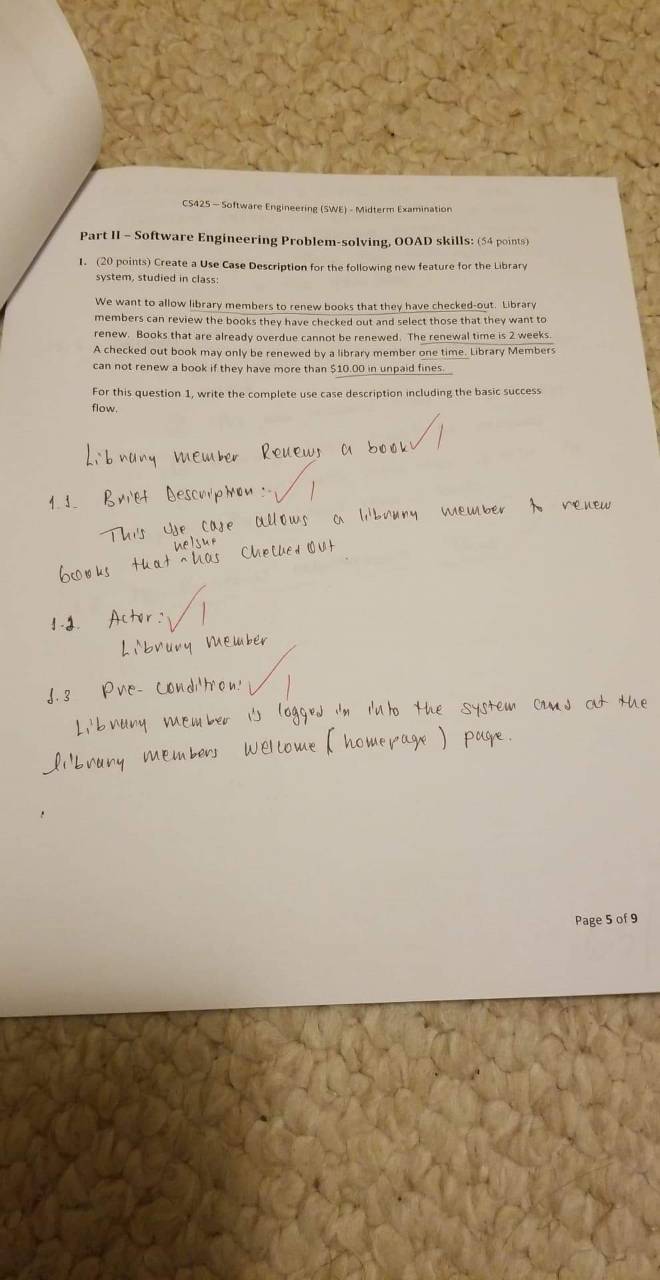 CS425 – Software Engineering (SWE) - Midterm Examination
Part II – Software Engineering Problem-solving, OOAD skills: (54 points)
1. (20 points) Create a Use Case Description for the following new feature for the Library
system, studied in class:
We want to allow library members to renew books that they have checked-out. Library
members can review the books they have checked out and select those that they want to
renew. Books that are already overdue cannot be renewed. The renewal time is 2 weeks.
A checked out book may only be renewed by a library member one time. Library Members
can not renew a book if they have more than $10.00 in unpaid fines.
For this question 1, write the complete use case description including the basic success
flow.
Library member Renews a book ✓ 1
1.1. Brief Description:- ✓ 1
This use case allows a library member to renew
he/she
books that ^ has checked out.
1.2. Actor: ✓ 1
Library member
1.3 Pre-condition: ✓ 1
Library member is logged in into the system and at the
library members welcome (homepage) page.
Page 5 of 9